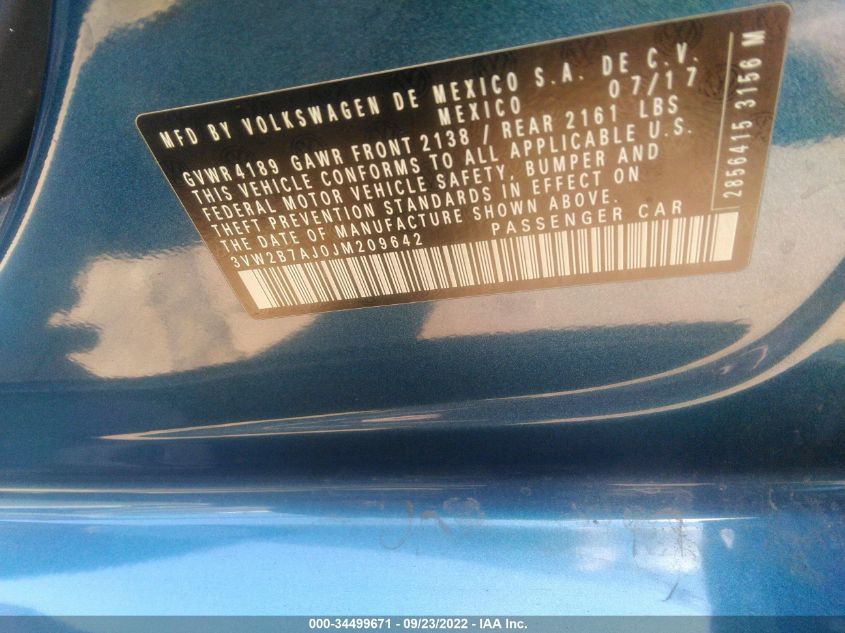 MFD BY VOLKSWAGEN DE MEXICO S.A. DE C.V.
MEXICO 07/17
GVWR 4189 GAWR FRONT 2138 / REAR 2161 LBS
THIS VEHICLE CONFORMS TO ALL APPLICABLE U.S.
FEDERAL MOTOR VEHICLE SAFETY, BUMPER AND
THEFT PREVENTION STANDARDS IN EFFECT ON
THE DATE OF MANUFACTURE SHOWN ABOVE.
3VW2B7AJ0JM209642 PASSENGER CAR
2856415 3156 M
000-34499671 / 09/23/2022 - IAA Inc.